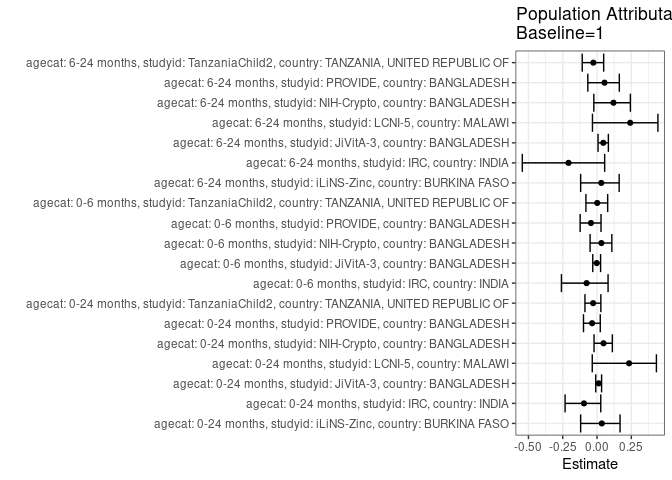 Population Attributa
Baseline=1
agecat: 6-24 months, studyid: TanzaniaChild2, country: TANZANIA, UNITED REPUBLIC OF
agecat: 6-24 months, studyid: PROVIDE, country: BANGLADESH
agecat: 6-24 months, studyid: NIH-Crypto, country: BANGLADESH
agecat: 6-24 months, studyid: LCNI-5, country: MALAWI
agecat: 6-24 months, studyid: JiVitA-3, country: BANGLADESH
agecat: 6-24 months, studyid: IRC, country: INDIA
agecat: 6-24 months, studyid: iLiNS-Zinc, country: BURKINA FASO
agecat: 0-6 months, studyid: TanzaniaChild2, country: TANZANIA, UNITED REPUBLIC OF
agecat: 0-6 months, studyid: PROVIDE, country: BANGLADESH
agecat: 0-6 months, studyid: NIH-Crypto, country: BANGLADESH
agecat: 0-6 months, studyid: JiVitA-3, country: BANGLADESH
agecat: 0-6 months, studyid: IRC, country: INDIA
agecat: 0-24 months, studyid: TanzaniaChild2, country: TANZANIA, UNITED REPUBLIC OF
agecat: 0-24 months, studyid: PROVIDE, country: BANGLADESH
agecat: 0-24 months, studyid: NIH-Crypto, country: BANGLADESH
agecat: 0-24 months, studyid: LCNI-5, country: MALAWI
agecat: 0-24 months, studyid: JiVitA-3, country: BANGLADESH
agecat: 0-24 months, studyid: IRC, country: INDIA
agecat: 0-24 months, studyid: iLiNS-Zinc, country: BURKINA FASO
-0.50 -0.25 0.00 0.25
Estimate